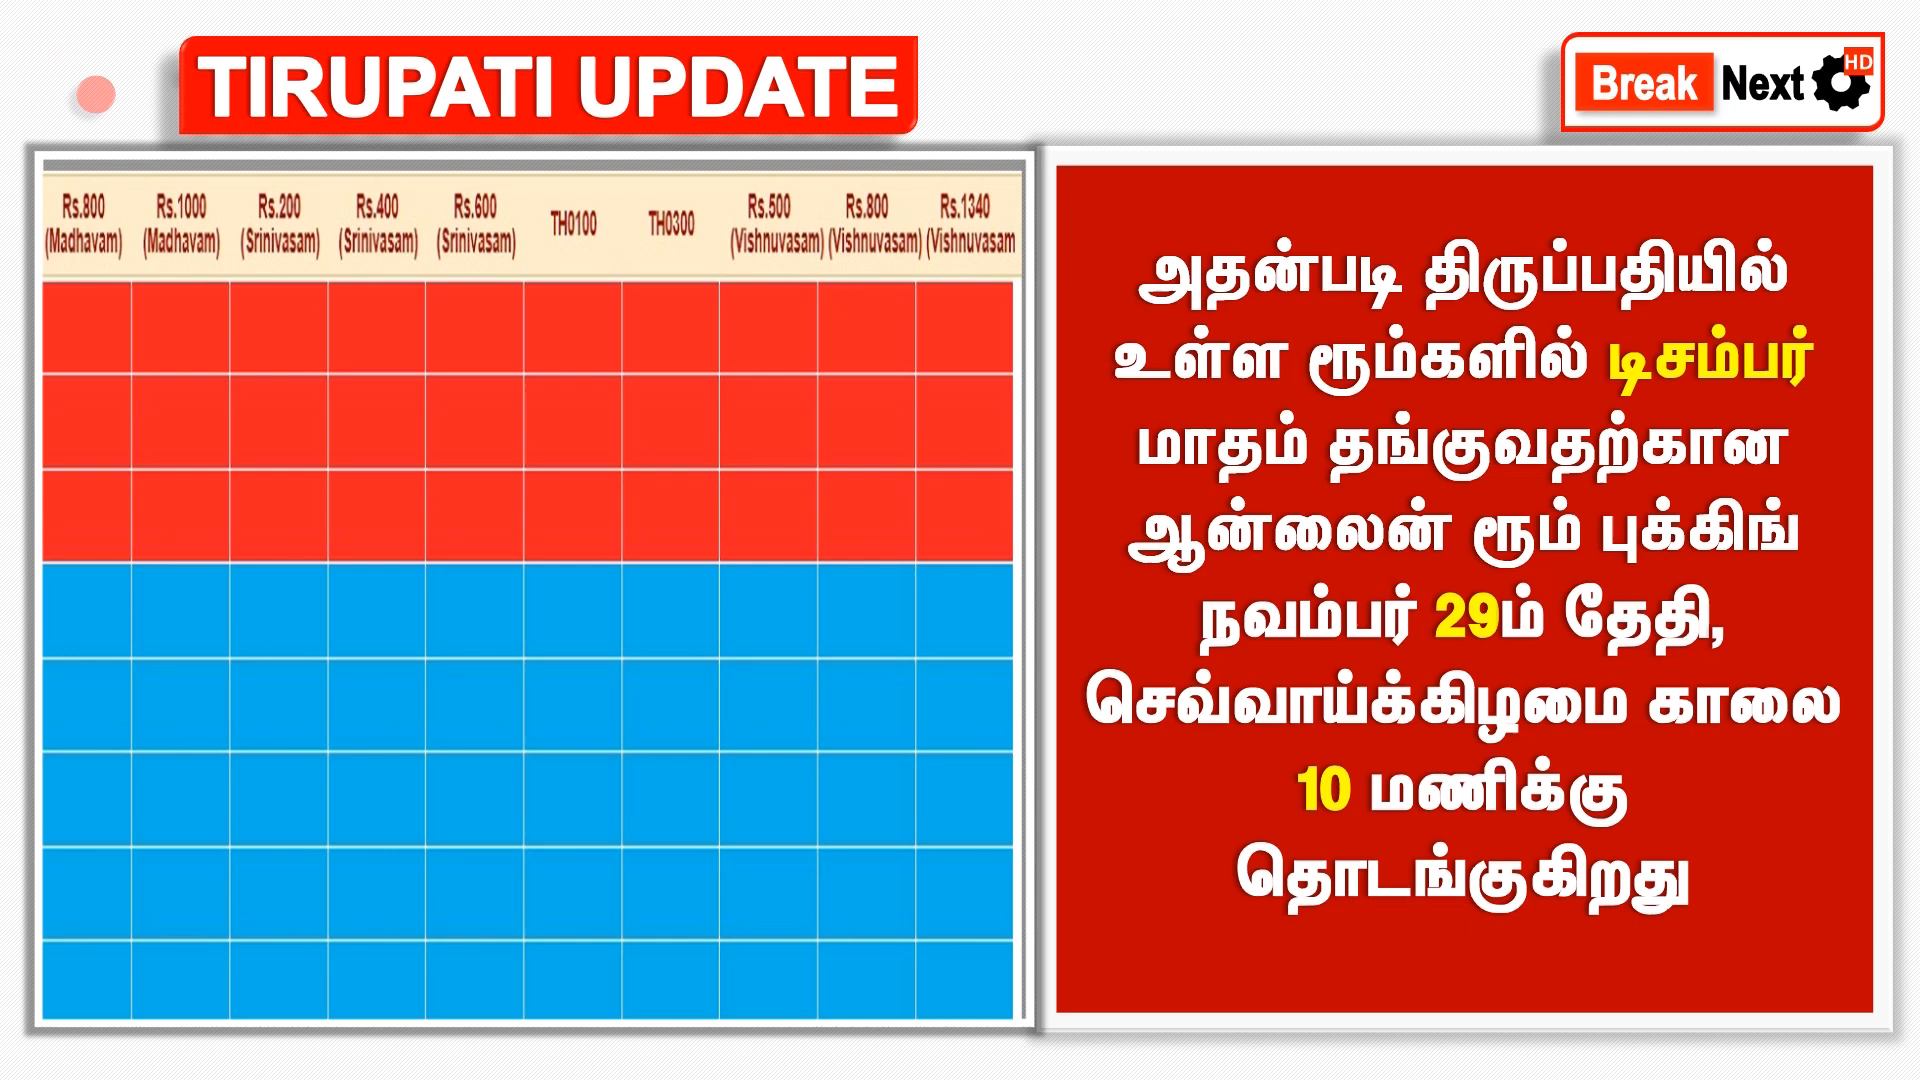 TIRUPATI UPDATE
Break Next HD
Rs.800 Rs.1000 Rs.200 Rs.400 Rs.600 TH0100 TH0300 Rs.500 Rs.800 Rs.1340
(Madhavam) (Madhavam) (Srinivasam) (Srinivasam) (Srinivasam) (Vishnuvasam) (Vishnuvasam) (Vishnuvasam
அதன்படி திருப்பதியில்
உள்ள ரூம்களில் டிசம்பர்
மாதம் தங்குவதற்கான
ஆன்லைன் ரூம் புக்கிங்
நவம்பர் 29ம் தேதி,
செவ்வாய்க்கிழமை காலை
10 மணிக்கு
தொடங்குகிறது